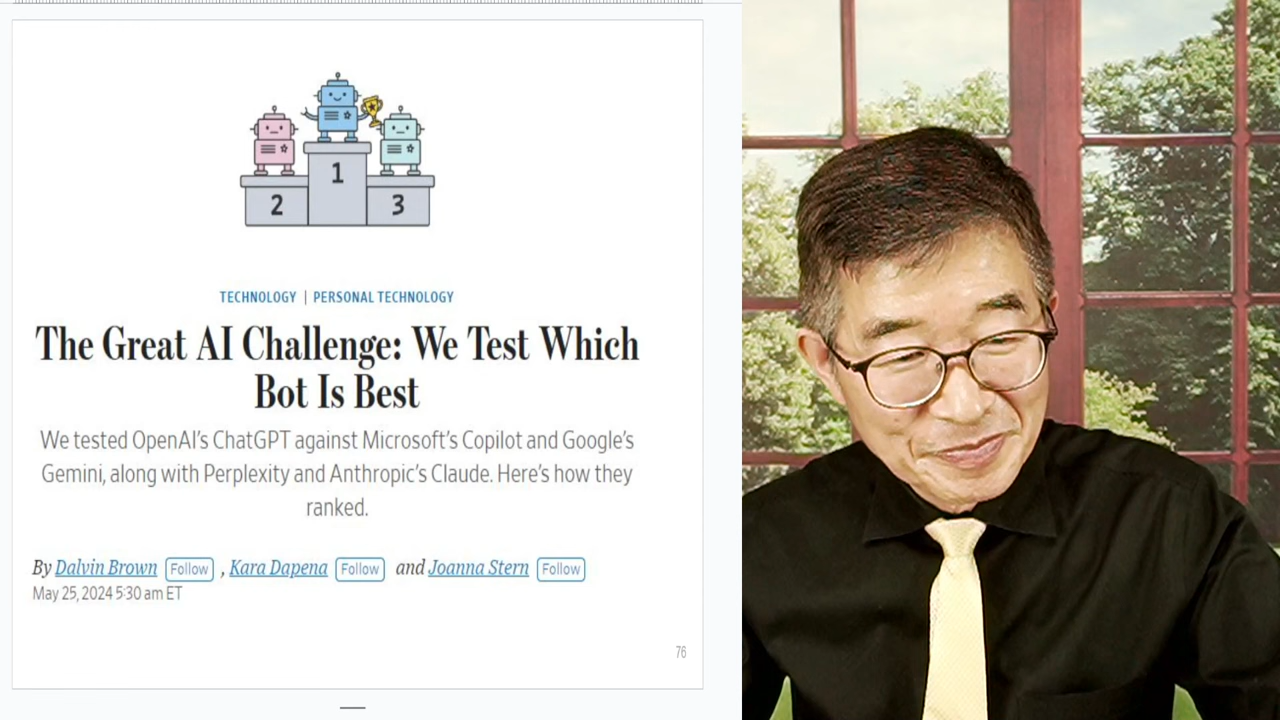 1
2
3
TECHNOLOGY | PERSONAL TECHNOLOGY
The Great AI Challenge: We Test Which
Bot Is Best
We tested OpenAI's ChatGPT against Microsoft's Copilot and Google's
Gemini, along with Perplexity and Anthropic's Claude. Here's how they
ranked.
By Dalvin Brown Follow , Kara Dapena Follow and Joanna Stern Follow
May 25, 2024 5:30 am ET
76